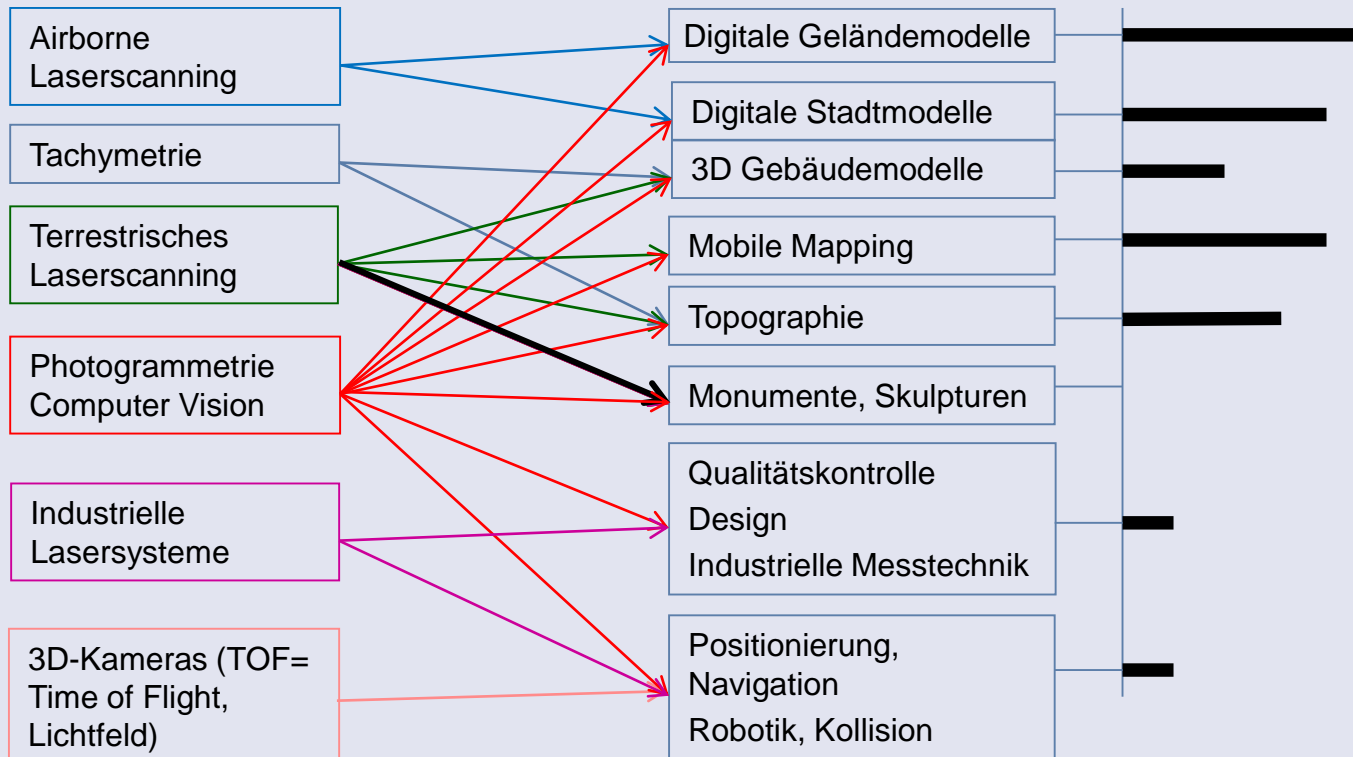 Airborne
Laserscanning
Tachymetrie
Terrestrisches
Laserscanning
Photogrammetrie
Computer Vision
Industrielle
Lasersysteme
3D-Kameras (TOF=
Time of Flight,
Lichtfeld)
Digitale Geländemodelle
Digitale Stadtmodelle
3D Gebäudemodelle
Mobile Mapping
Topographie
Monumente, Skulpturen
Qualitätskontrolle
Design
Industrielle Messtechnik
Positionierung,
Navigation
Robotik, Kollision